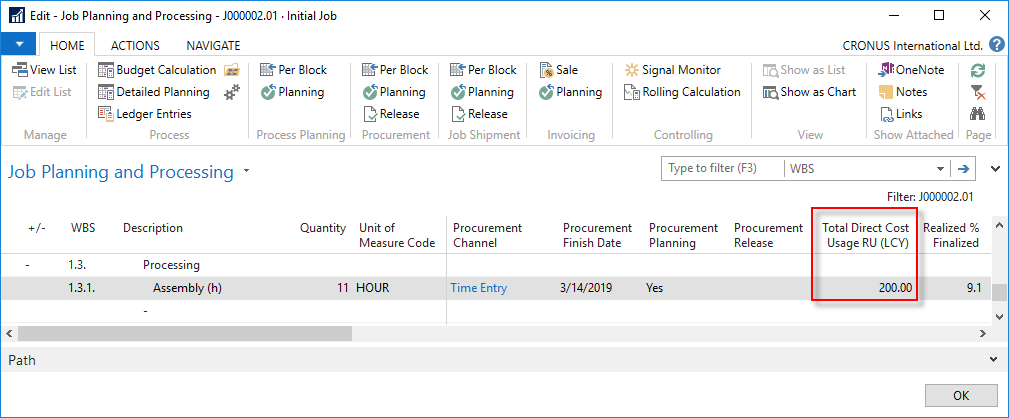 Edit - Job Planning and Processing - J000002.01 · Initial Job
HOME ACTIONS NAVIGATE CRONUS International Ltd. ?
View List Budget Calculation Per Block Per Block Per Block Sale Signal Monitor Show as List OneNote
Edit List Detailed Planning Planning Planning Planning Planning Rolling Calculation Show as Chart Notes
Ledger Entries Release Release Links
Manage Process Process Planning Procurement Job Shipment Invoicing Controlling View Show Attached Page
Job Planning and Processing Type to filter (F3) WBS
Filter: J000002.01
+/- WBS Description Quantity Unit of Procurement Procurement Procurement Procurement Total Direct Cost Realized %
Measure Code Channel Finish Date Planning Release Usage RU (LCY) Finalized
- 1.3. Processing
1.3.1. Assembly (h) 11 HOUR Time Entry 3/14/2019 Yes 200.00 9.1
-
Path
OK